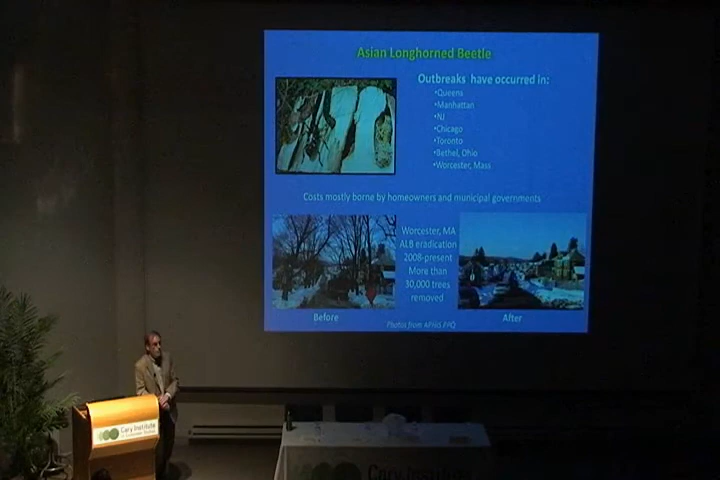 Asian Longhorned Beetle
Outbreaks have occurred in:
•Queens
•Manhattan
•NJ
•Chicago
•Toronto
•Bethel, Ohio
•Worcester, Mass
Costs mostly borne by homeowners and municipal governments
Worcester, MA
ALB eradication
2008-present
More than
30,000 trees
removed
Before
After
Photos from APHIS PPQ
Cary Institute
Cary Institute